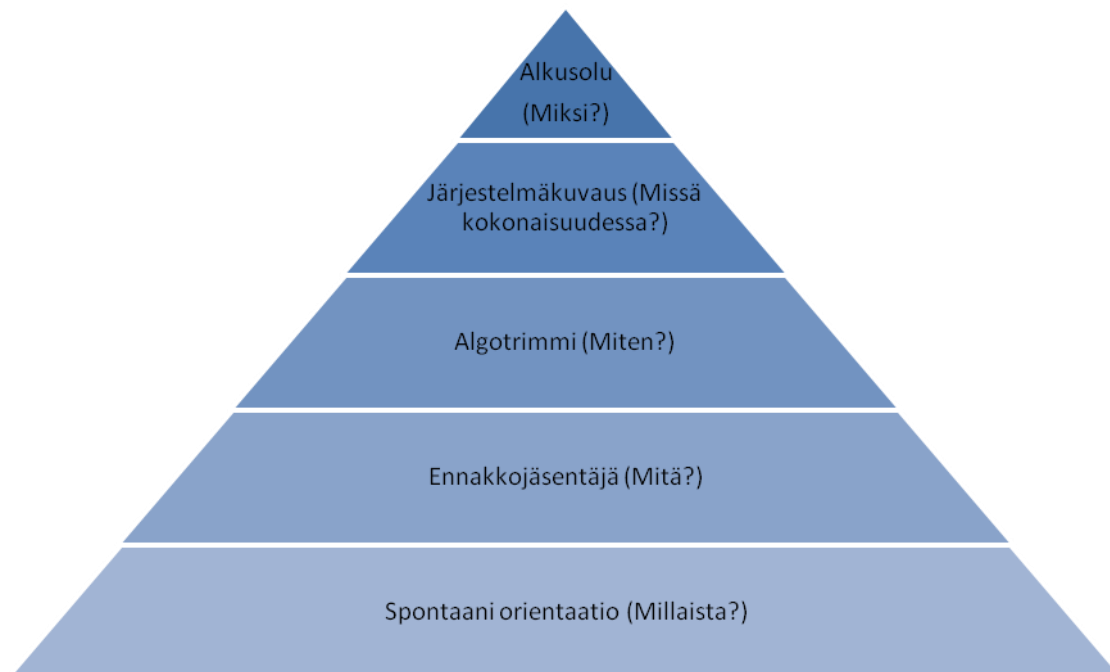 Alkusolu
(Miksi?)
Järjestelmäkuvaus (Missä
kokonaisuudessa?)
Algotrimmi (Miten?)
Ennakkojäsentäjä (Mitä?)
Spontaani orientaatio (Millaista?)